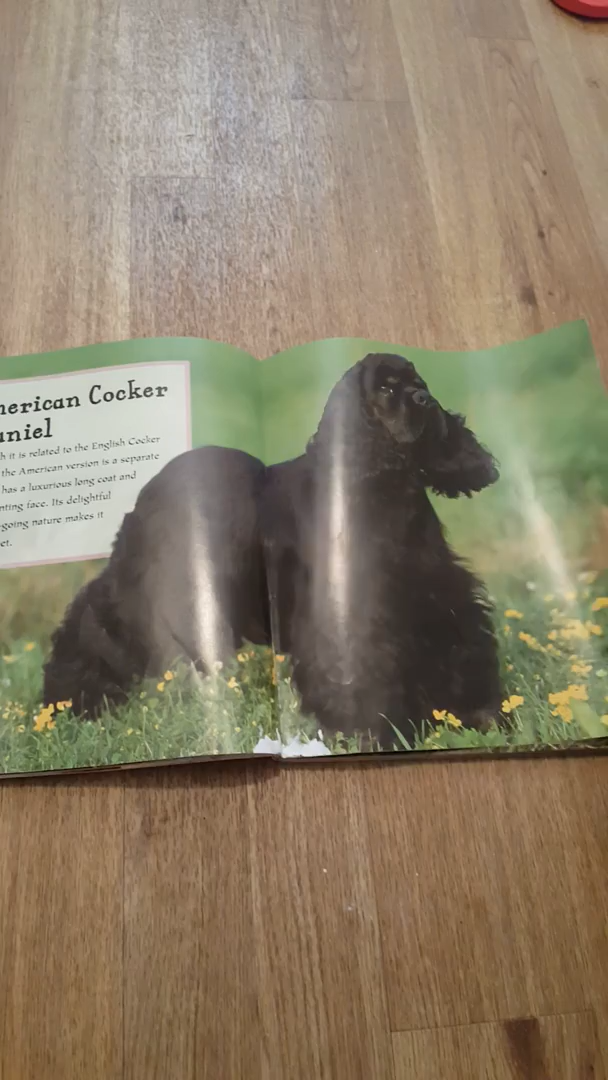 merican Cocker
aniel
h it is related to the English Cocker
the American version is a separate
has a luxurious long coat and
nting face. Its delightful
-going nature makes it
et.